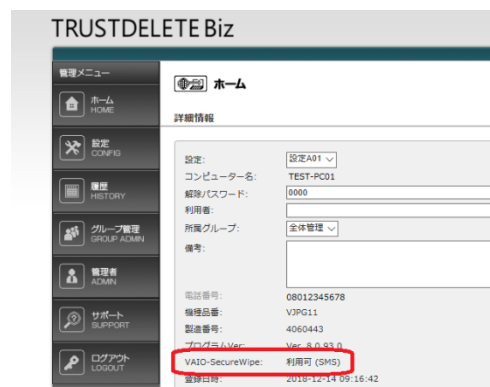 TRUSTDELETE Biz
管理メニュー
ホーム
HOME
設定
CONFIG
履歴
HISTORY
グループ管理
GROUP ADMIN
管理者
ADMIN
サポート
SUPPORT
ログアウト
LOGOUT
ホーム
詳細情報
設定: 設定A01
コンピューター名: TEST-PC01
解除パスワード: 0000
利用者:
所属グループ: 全体管理
備考:
電話番号: 08012345678
機種品番: VJPG11
製造番号: 4060443
プログラムVer: Ver. 8.0.93.0
VAIO-SecureWipe: 利用可 (SMS)
登録日時: 2018-12-14 09:16:42